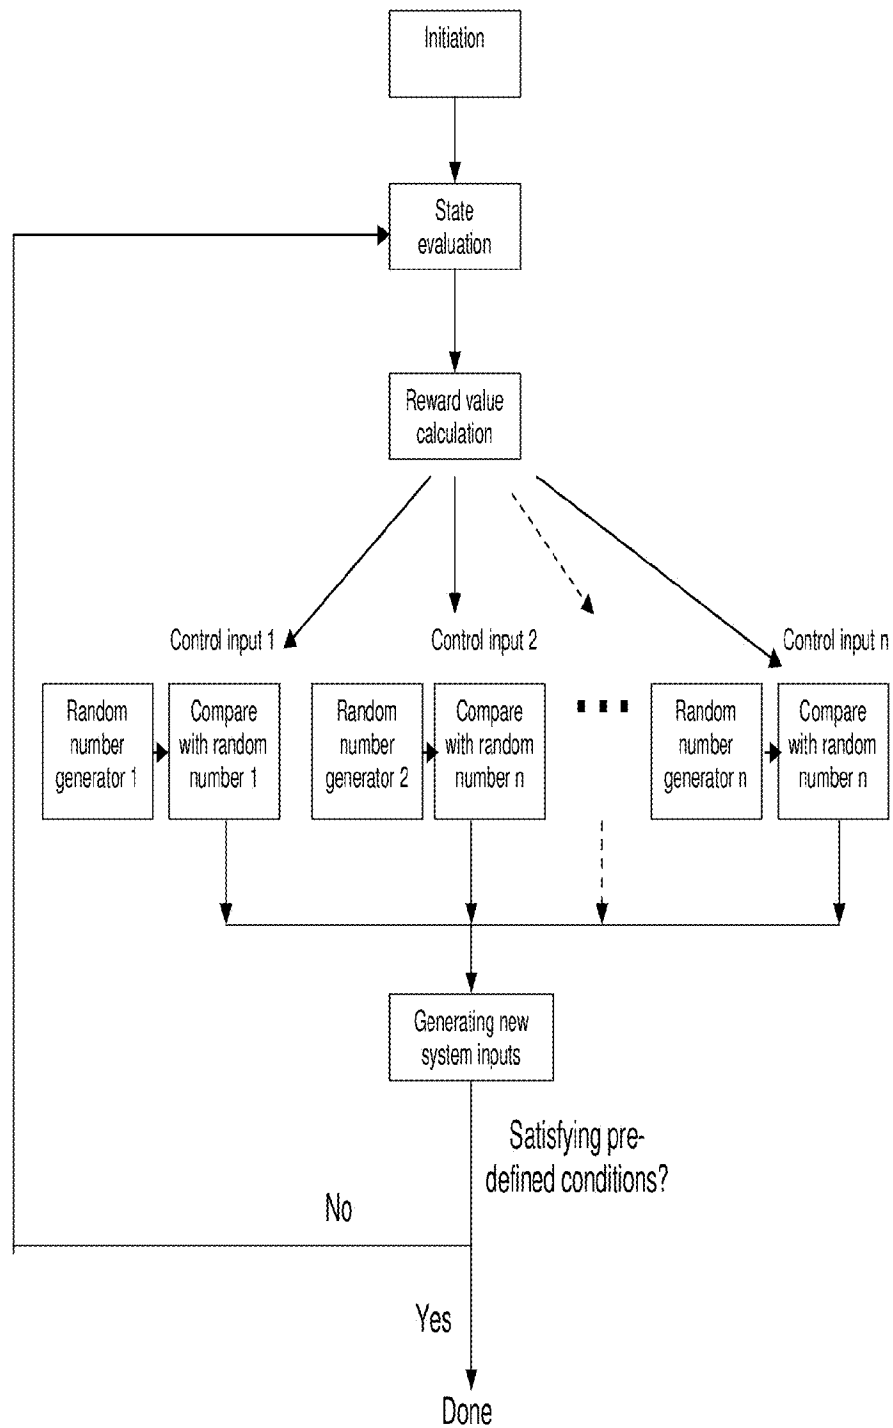 Initiation
State
evaluation
Reward value
calculation
Control input 1
Control input 2
Control input n
Random
number
generator 1
Compare
with random
number 1
Random
number
generator 2
Compare
with random
number n
Random
number
generator n
Compare
with random
number n
Generating new
system inputs
Satisfying pre-
defined conditions?
No
Yes
Done